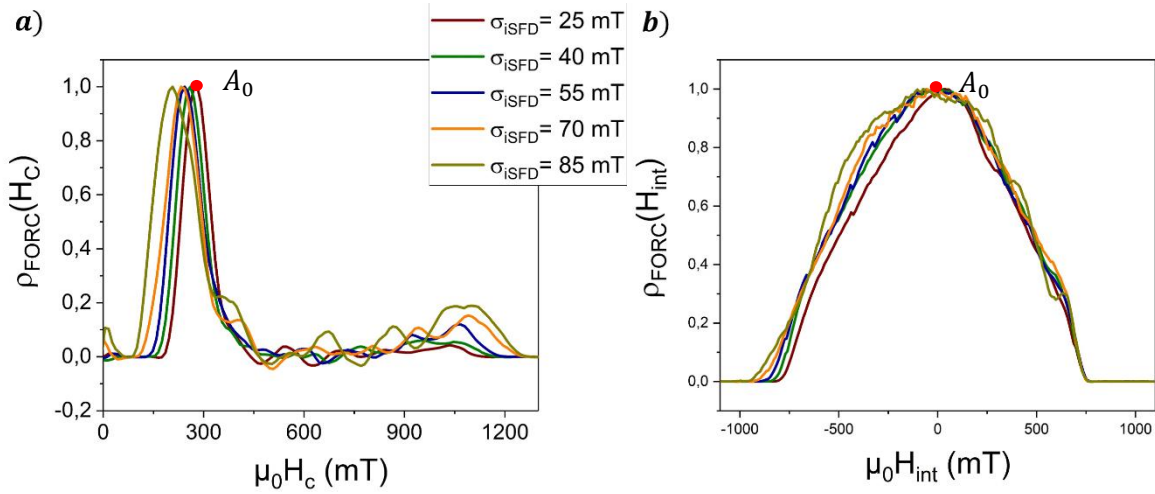 a)
σiSFD= 25 mT
σiSFD= 40 mT
σiSFD= 55 mT
σiSFD= 70 mT
σiSFD= 85 mT
A0
1,0
0,8
0,6
0,4
0,2
0,0
-0,2
ρFORC(HC)
0 300 600 900 1200
μ0Hc (mT)
b)
A0
1,0
0,8
0,6
0,4
0,2
0,0
ρFORC(Hint)
-1000 -500 0 500 1000
μ0Hint (mT)